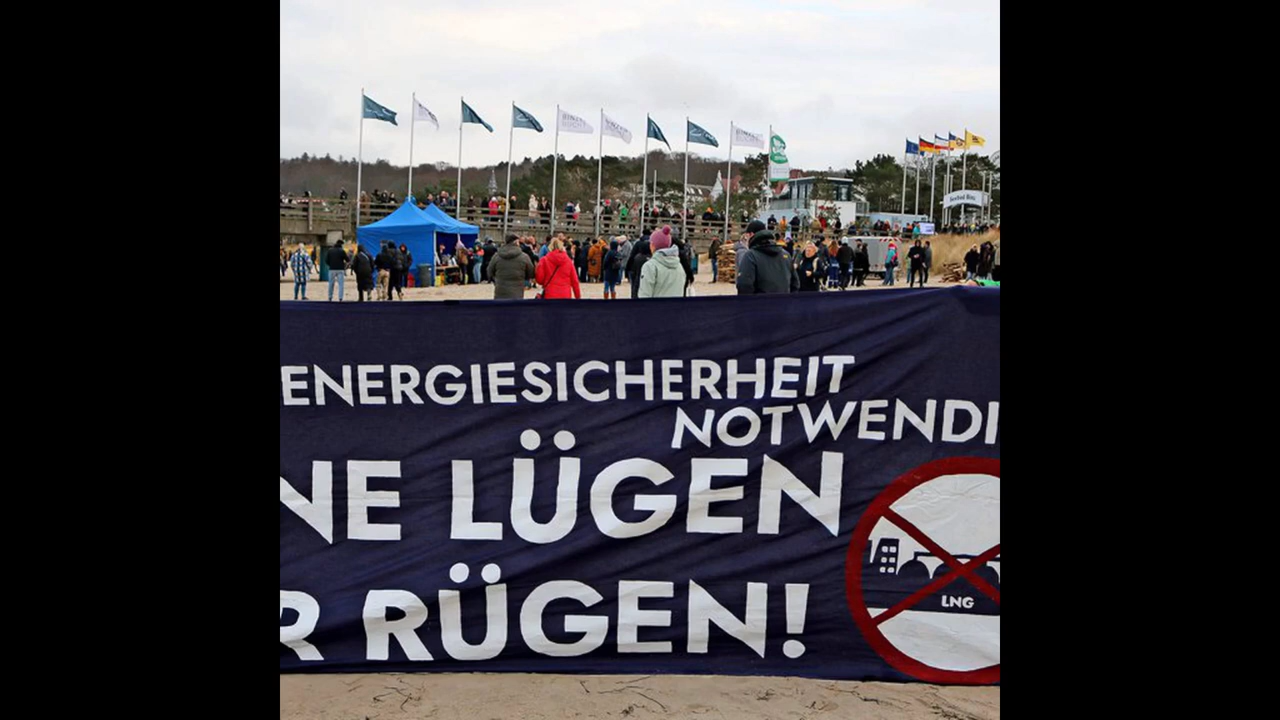 ENERGIESICHERHEIT
NOTWENDI
NE LÜGEN
R RÜGEN!
LNG